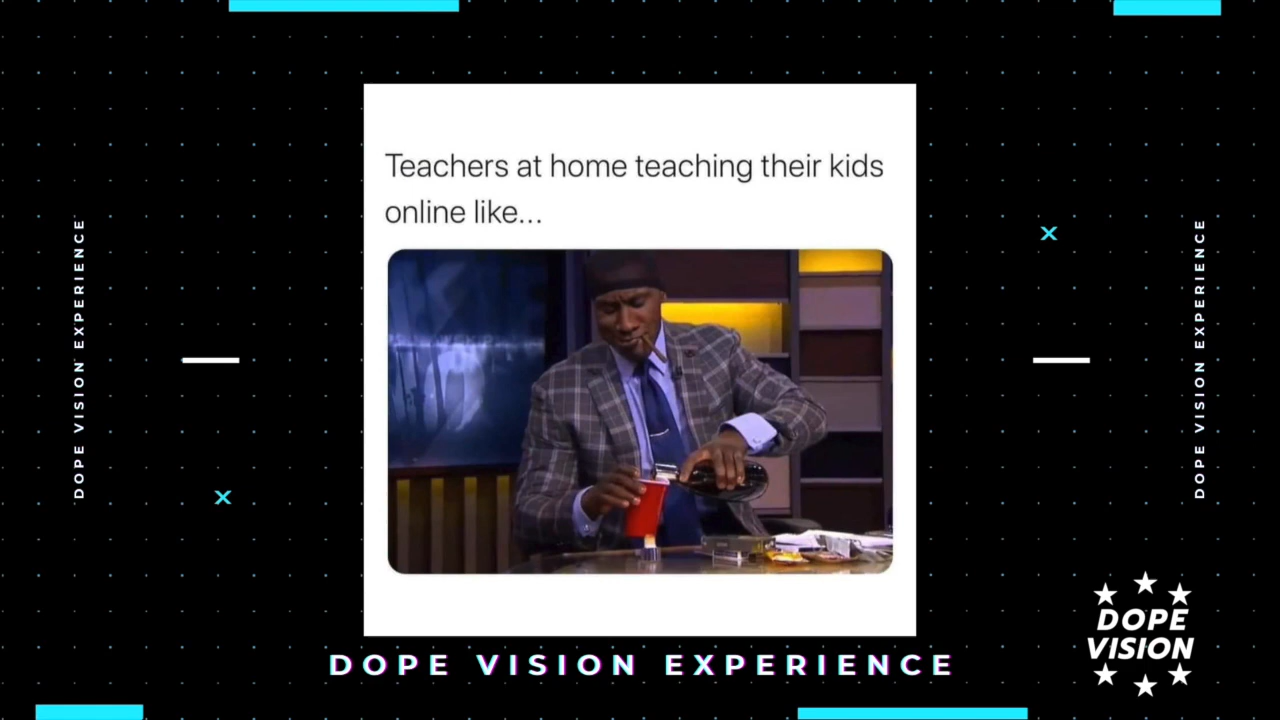 Teachers at home teaching their kids
online like...
DOPE VISION EXPERIENCE
DOPE VISION EXPERIENCE
DOPE VISION EXPERIENCE
DOPE
VISION